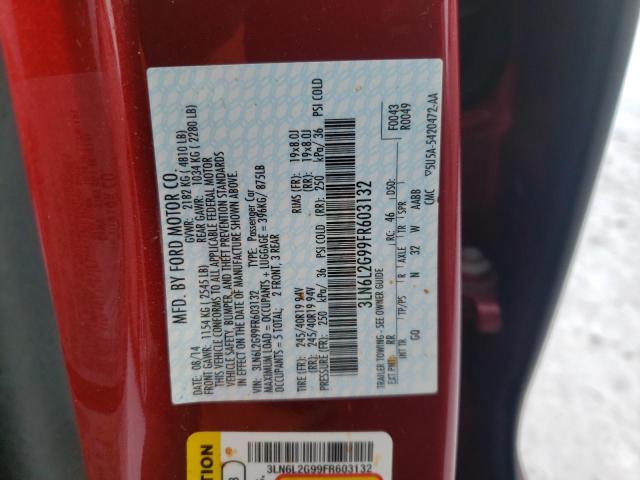 MFD. BY FORD MOTOR CO.
DATE: 08/14 GVWR: 2182 KG ( 4810 LB)
FRONT GAWR: 1154 KG ( 2545 LB) REAR GAWR: 1034 KG ( 2280 LB)
THIS VEHICLE CONFORMS TO ALL APPLICABLE FEDERAL MOTOR
VEHICLE SAFETY, BUMPER, AND THEFT PREVENTION STANDARDS
IN EFFECT ON THE DATE OF MANUFACTURE SHOWN ABOVE.
VIN: 3LN6L2G99FR603132 TYPE: Passenger Car
MAXIMUM LOAD = OCCUPANTS + LUGGAGE = 396KG/ 875LB
OCCUPANTS = 5 TOTAL; 2 FRONT, 3 REAR
TIRE (FR): 245/40R19 94V RIMS (FR): 19x8.0J
(RR): 245/40R19 94V (RR): 19x8.0J
PRESSURE (FR): 250 kPa/ 36 PSI COLD (RR): 250 kPa/ 36 PSI COLD
3LN6L2G99FR603132
TRAILER TOWING - SEE OWNER GUIDE
F0043
R0049
EXT PNT: RR RC: 46 DSO:
INT TR TP/PS R AXLE TR SPR
GQ N 32 W AABB
CMC 5U5A-5420472-AA
3LN6L2G99FR603132